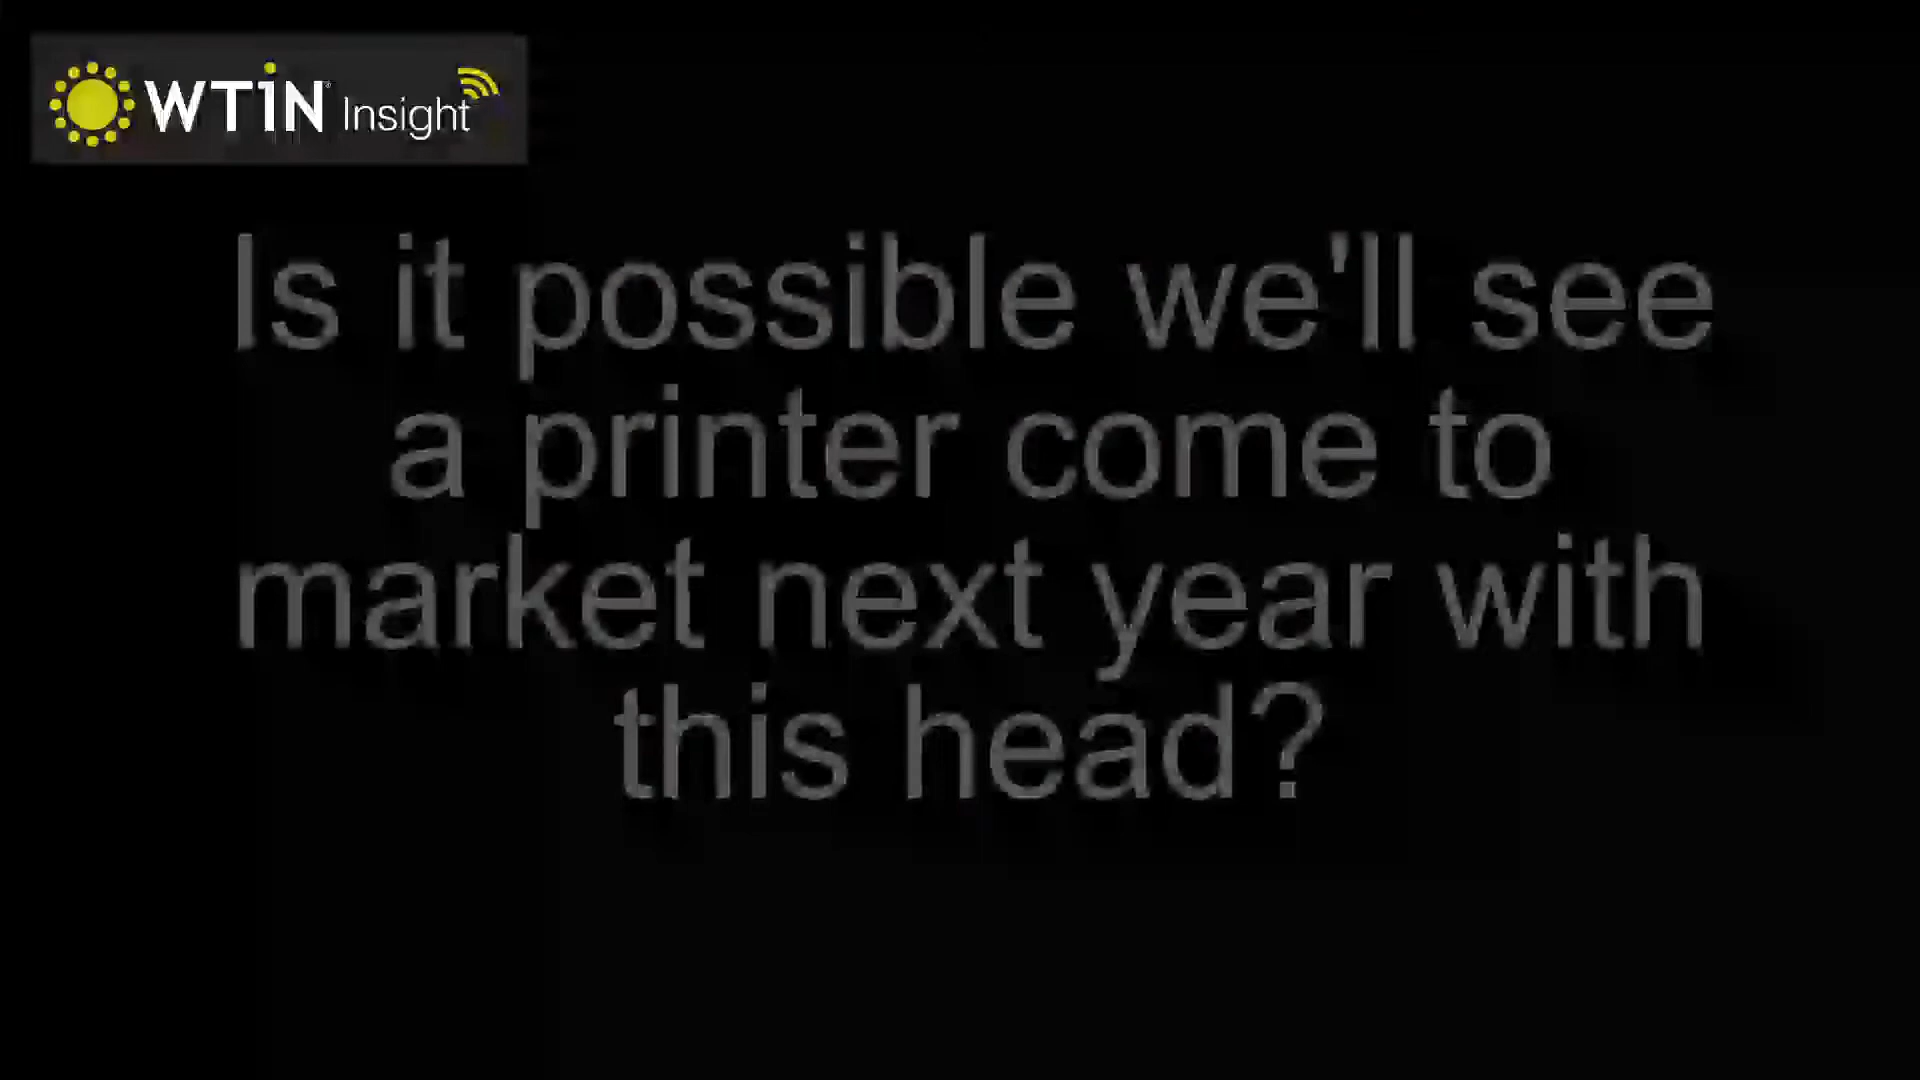 WTiN Insight
Is it possible we'll see
a printer come to
market next year with
this head?